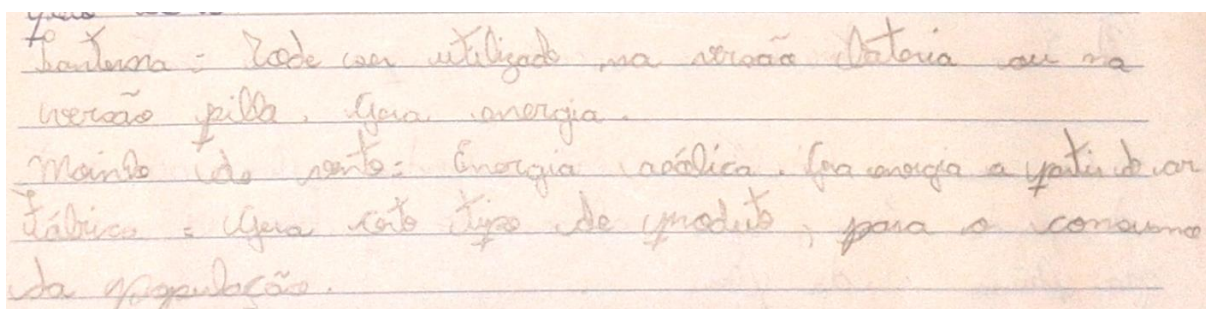 Lanterna = Pode ser utilizado na versão bateria ou na
versão pilha. Gera energia.
Moinho de vento = Energia aeólica. Gera energia a partir do ar
Fábrica = Gera certo tipo de produto, para o consumo
da população.